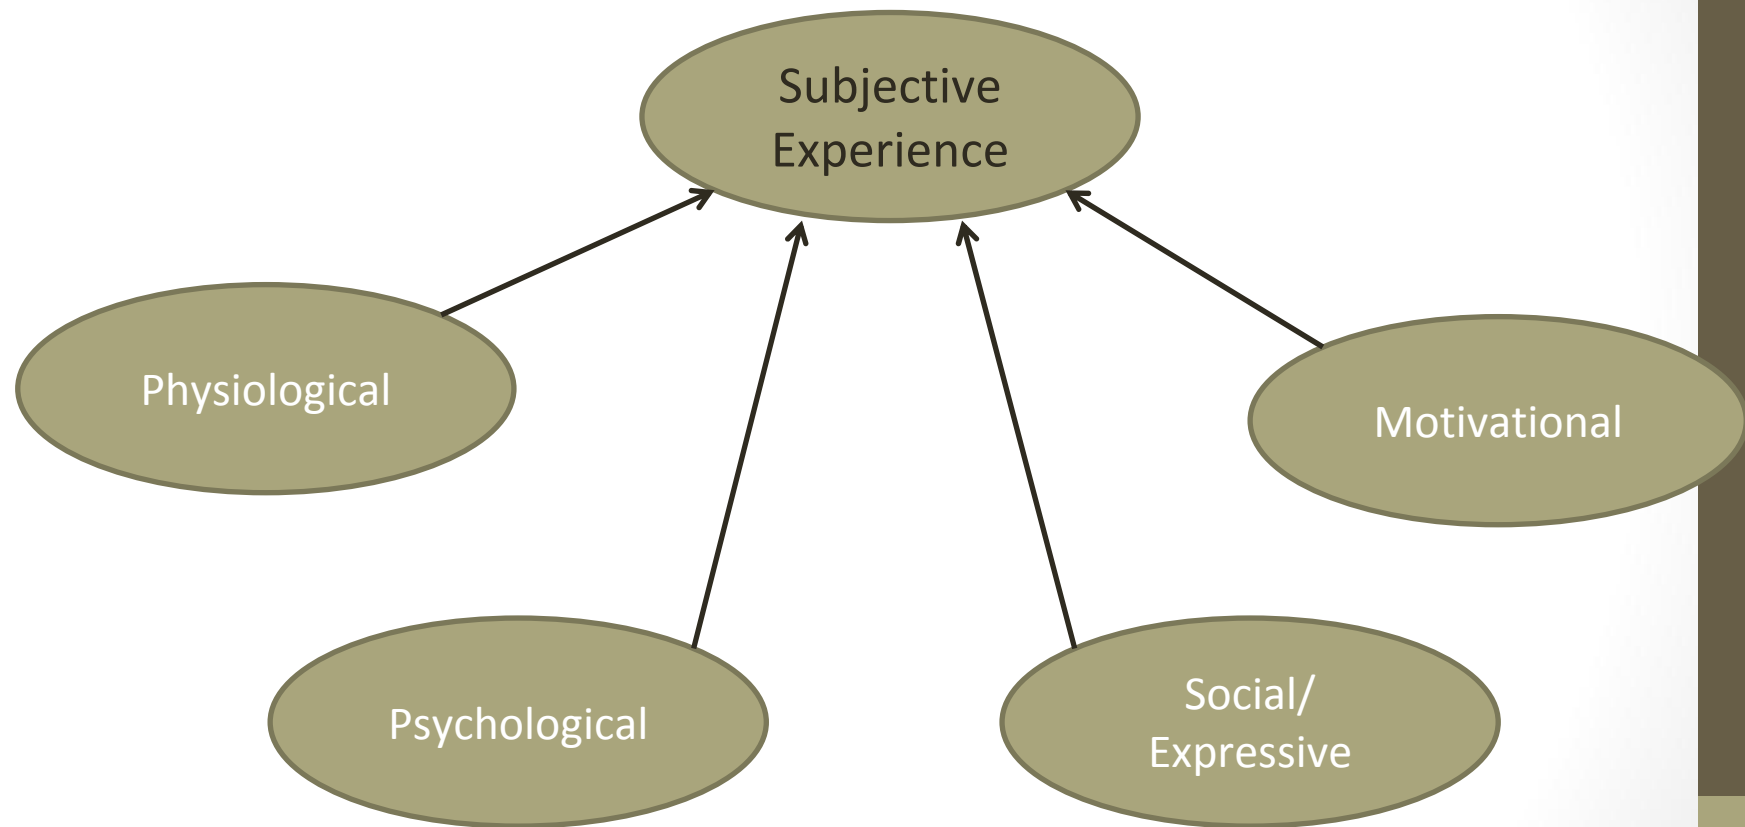 Subjective
Experience
Physiological
Motivational
Psychological
Social/
Expressive